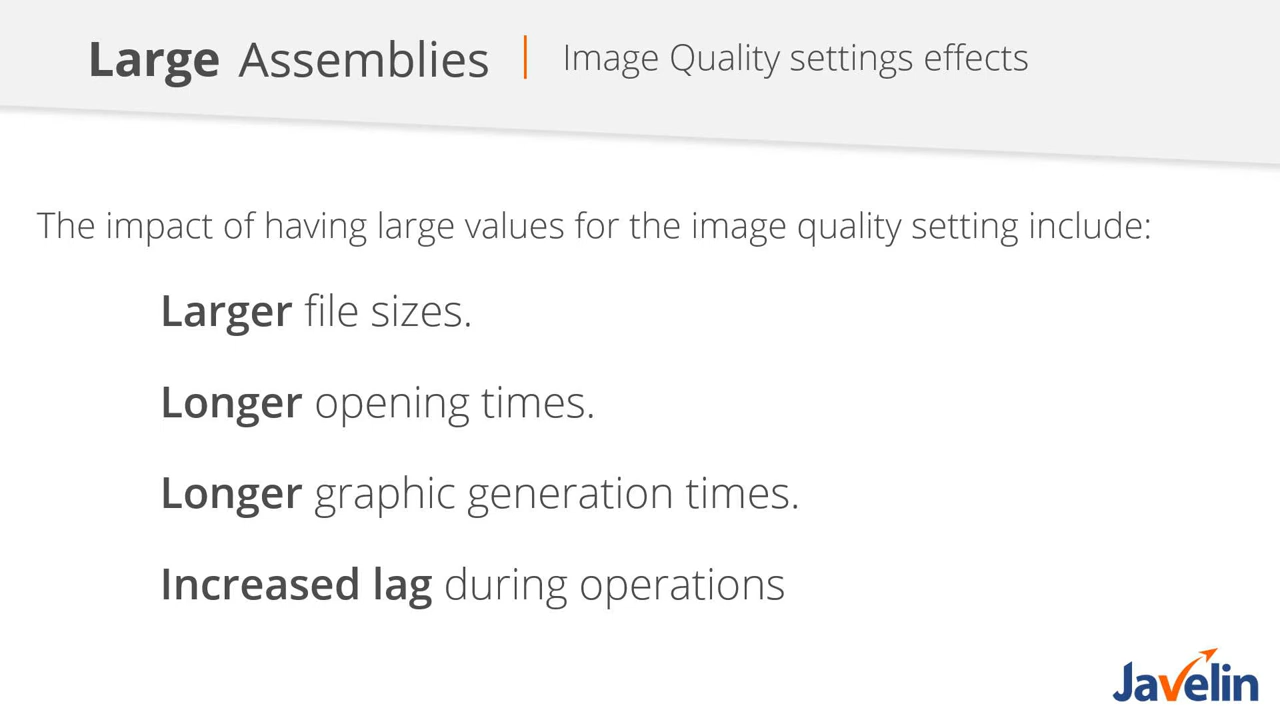 Large Assemblies | Image Quality settings effects
The impact of having large values for the image quality setting include:
Larger file sizes.
Longer opening times.
Longer graphic generation times.
Increased lag during operations
Javelin